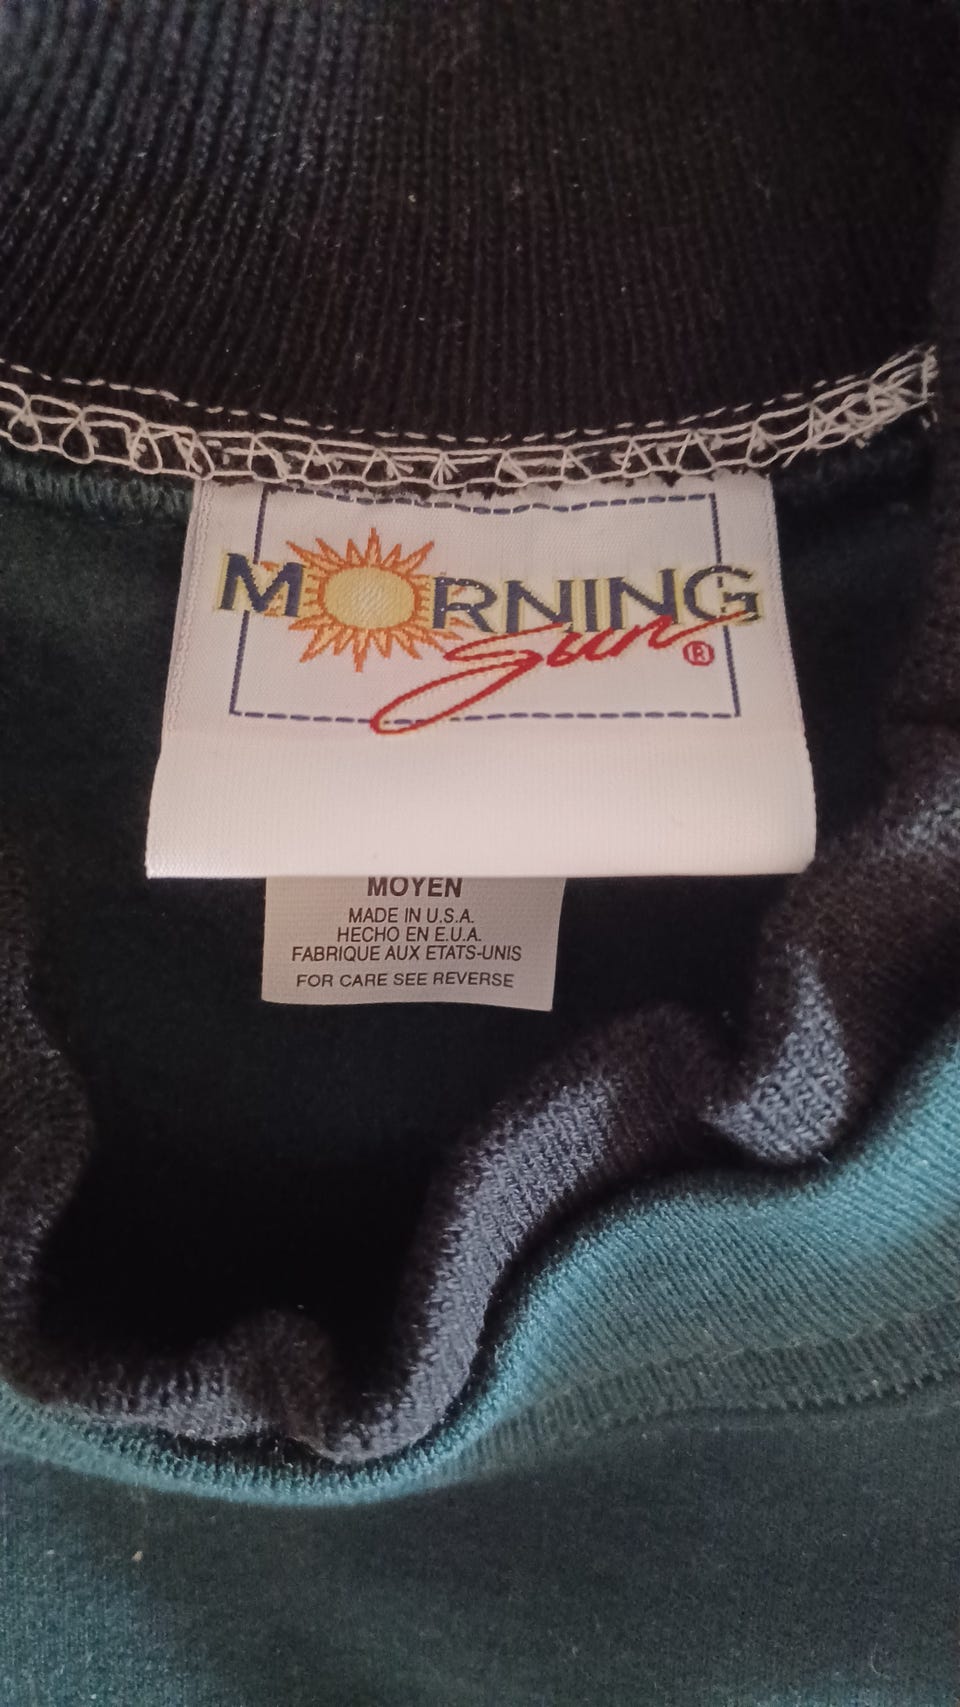 MORNING
Sun ®
MOYEN
MADE IN U.S.A.
HECHO EN E.U.A.
FABRIQUE AUX ETATS-UNIS
FOR CARE SEE REVERSE